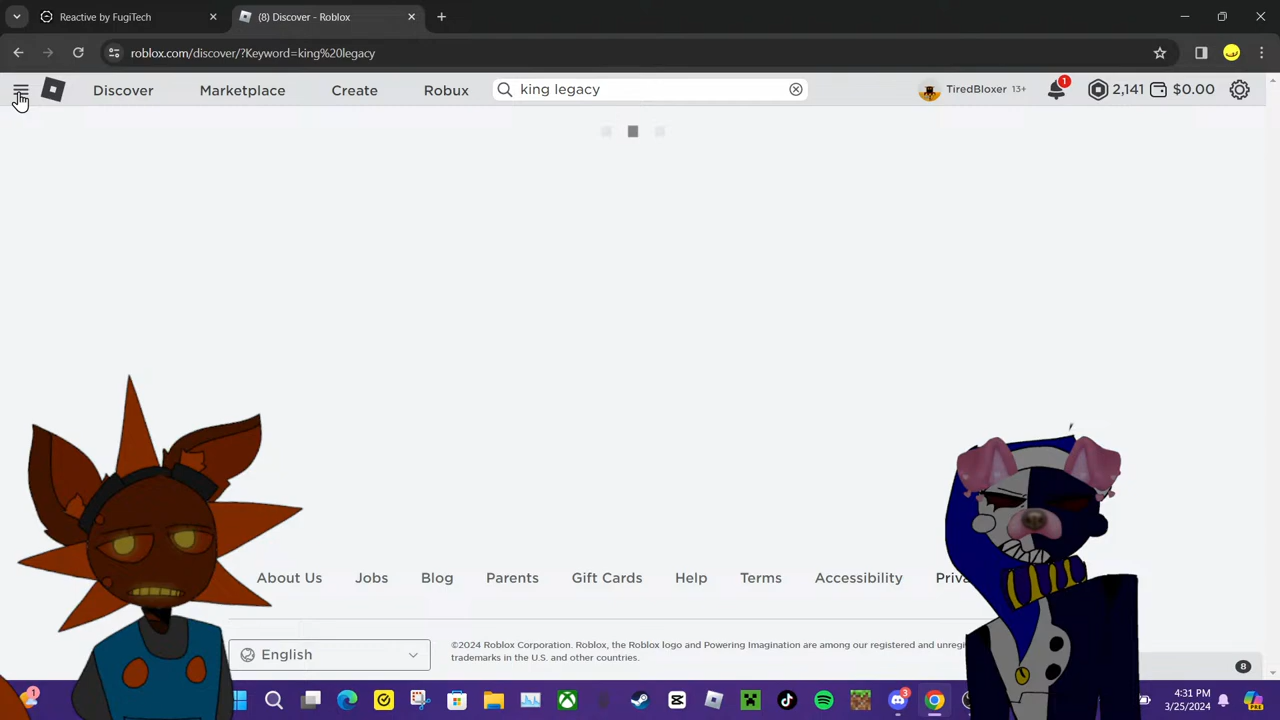 Reactive by FugiTech
(8) Discover - Roblox
roblox.com/discover/?Keyword=king%20legacy
Discover
Marketplace
Create
Robux
king legacy
TiredBloxer 13+
1
2,141
$0.00
About Us
Jobs
Blog
Parents
Gift Cards
Help
Terms
Accessibility
English
©2024 Roblox Corporation. Roblox, the Roblox logo and Powering Imagination are among our registered and
trademarks in the U.S. and other countries.
8
1
3
4:31 PM
3/25/2024
PRE